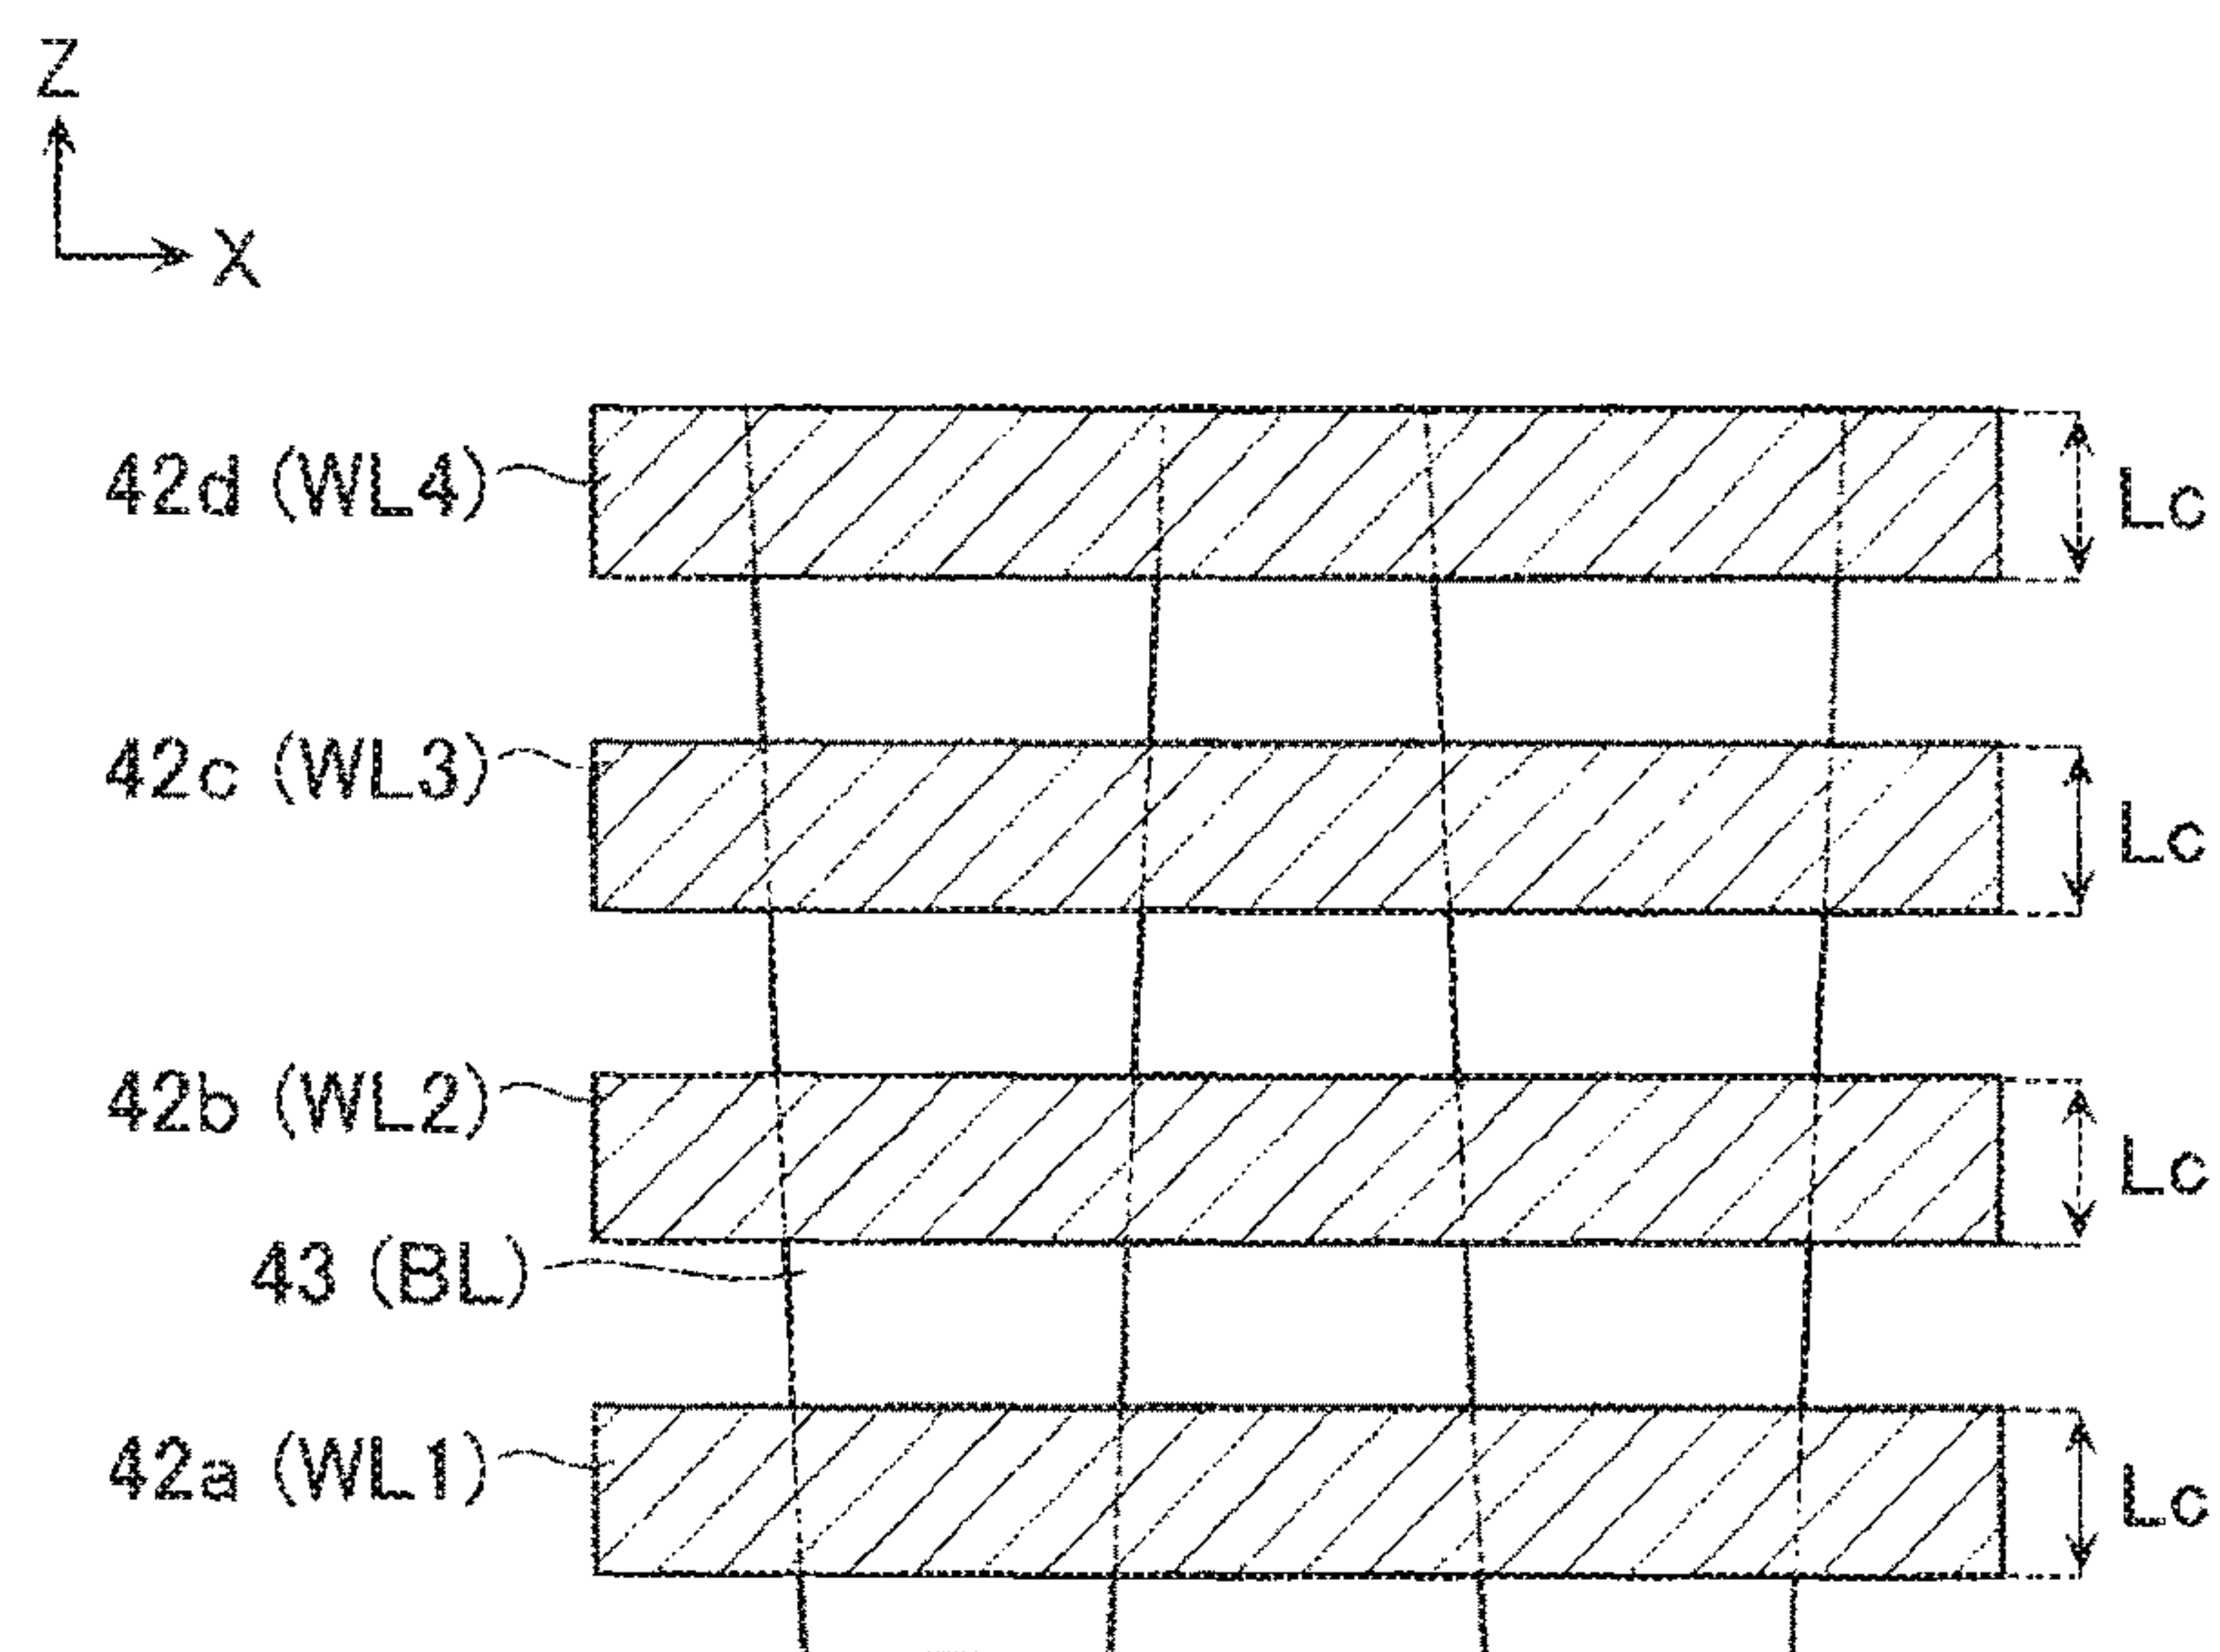 Z
X
42d (WL4)
Lc
42c (WL3)
Lc
42b (WL2)
Lc
43 (BL)
42a (WL1)
Lc